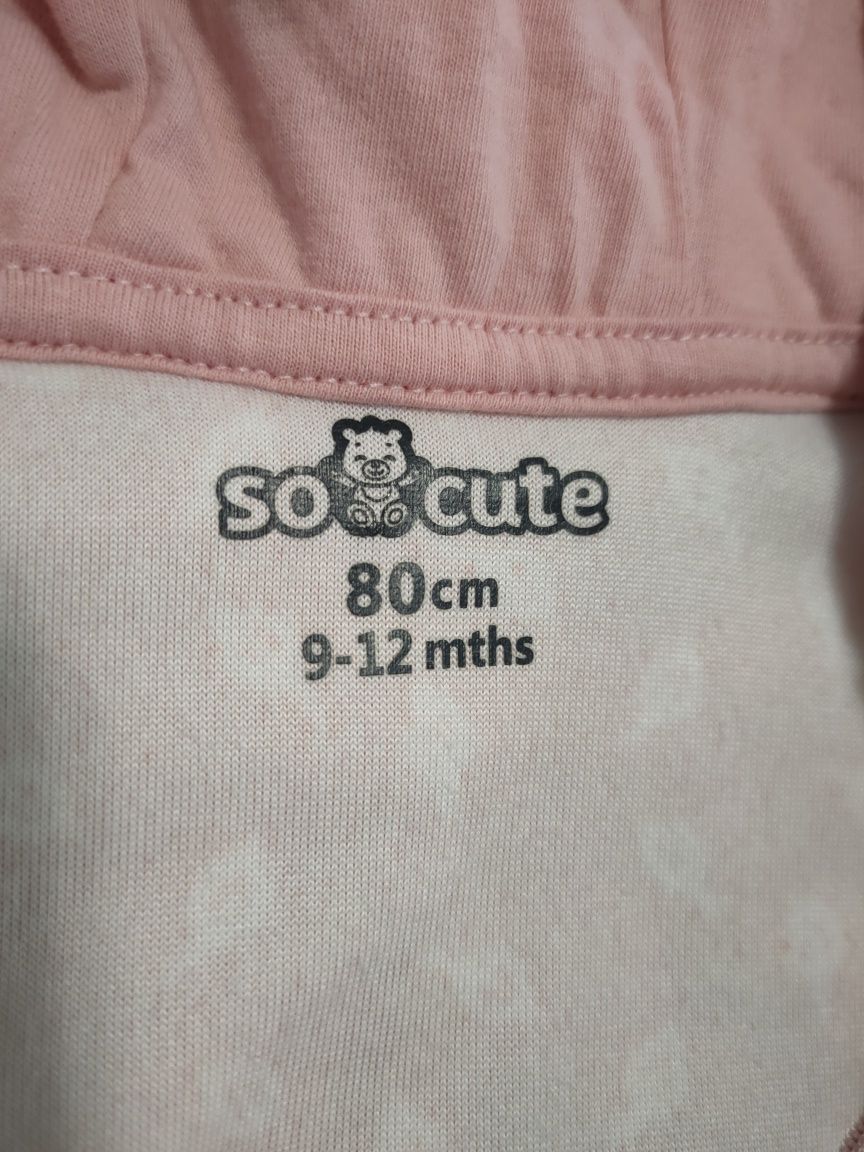 so cute
80cm
9-12 mths